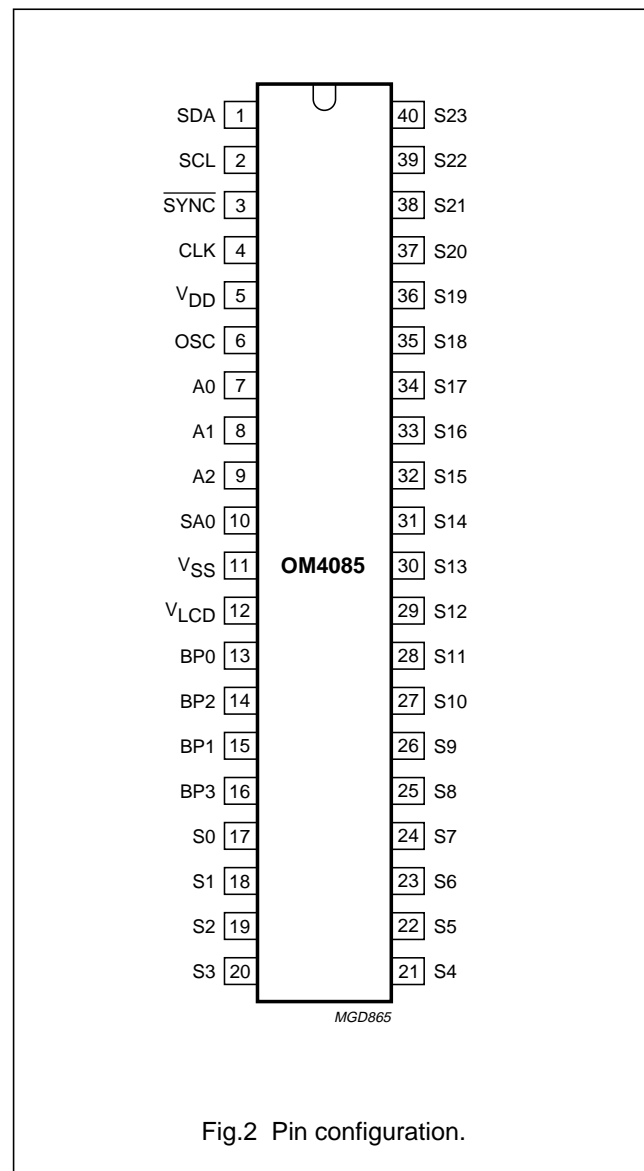 SDA 1 40 S23
SCL 2 39 S22
SYNC 3 38 S21
CLK 4 37 S20
VDD 5 36 S19
OSC 6 35 S18
A0 7 34 S17
A1 8 33 S16
A2 9 32 S15
SA0 10 31 S14
VSS 11 OM4085 30 S13
VLCD 12 29 S12
BP0 13 28 S11
BP2 14 27 S10
BP1 15 26 S9
BP3 16 25 S8
S0 17 24 S7
S1 18 23 S6
S2 19 22 S5
S3 20 21 S4
MGD865
Fig.2 Pin configuration.